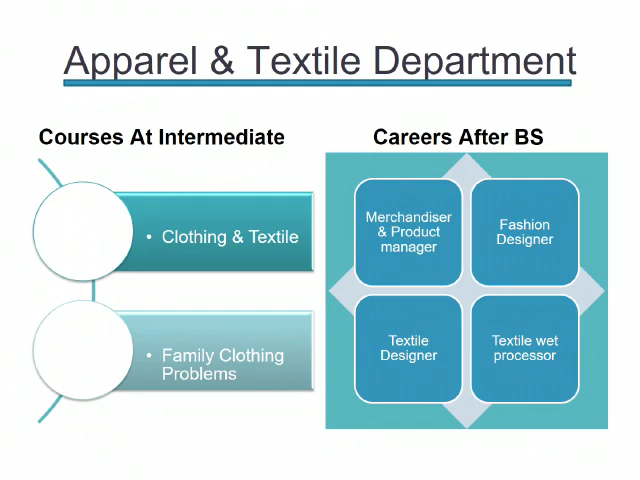 Apparel & Textile Department
Courses At Intermediate
• Clothing & Textile
• Family Clothing
Problems
Careers After BS
Merchandiser
& Product
manager
Fashion
Designer
Textile
Designer
Textile wet
processor